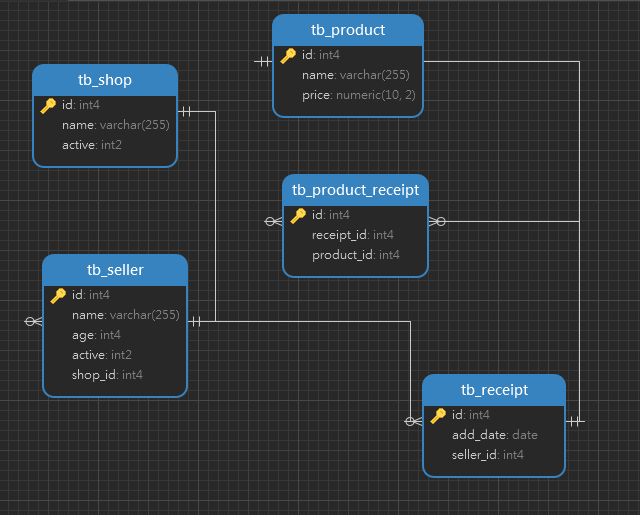 tb_product
id: int4
name: varchar(255)
price: numeric(10, 2)
tb_shop
id: int4
name: varchar(255)
active: int2
tb_product_receipt
id: int4
receipt_id: int4
product_id: int4
tb_seller
id: int4
name: varchar(255)
age: int4
active: int2
shop_id: int4
tb_receipt
id: int4
add_date: date
seller_id: int4